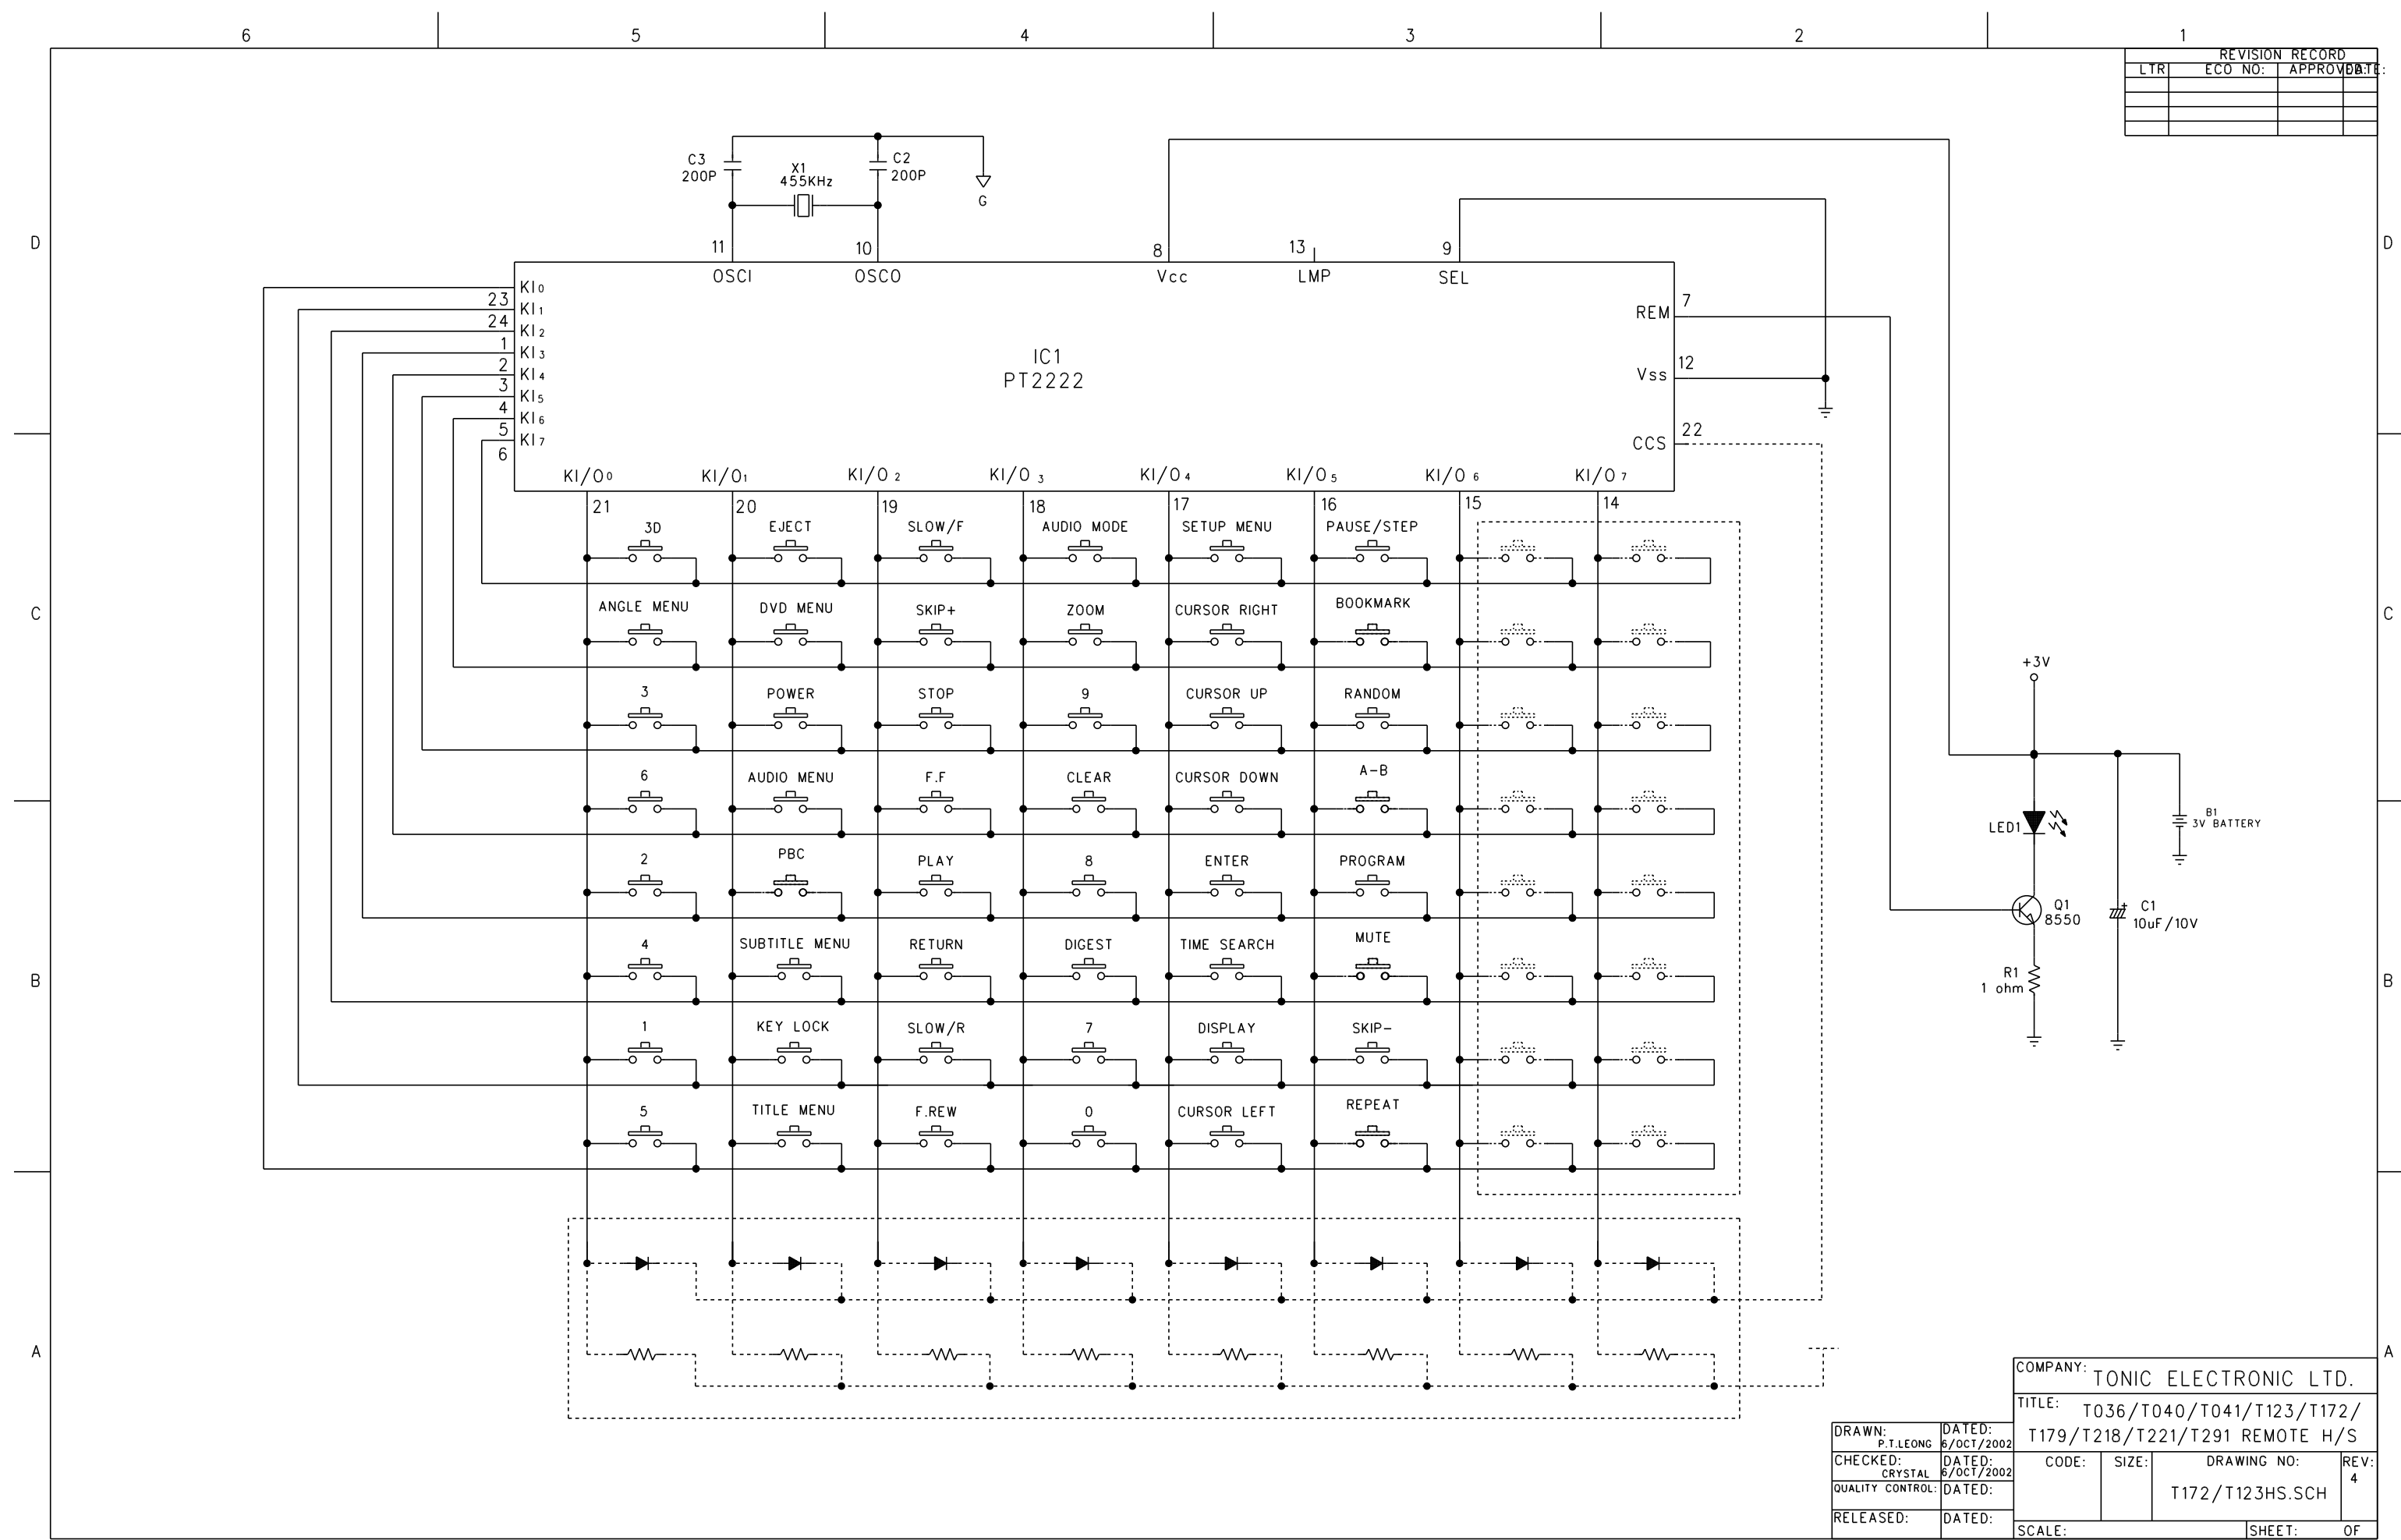 6 5 4 3 2 1
REVISION RECORD
LTR ECO NO: APPROVED: DATE:
C3
200P
X1
455KHz
C2
200P
G
D D
11 10 8 13 9
OSCI OSCO Vcc LMP SEL
KI0
23
KI1
24
KI2
1
KI3
2
KI4
3
KI5
4
KI6
5
KI7
6
REM 7
IC1
PT2222
Vss 12
CCS 22
KI/O0 KI/O1 KI/O2 KI/O3 KI/O4 KI/O5 KI/O6 KI/O7
21 20 19 18 17 16 15 14
3D EJECT SLOW/F AUDIO MODE SETUP MENU PAUSE/STEP
C C
ANGLE MENU DVD MENU SKIP+ ZOOM CURSOR RIGHT BOOKMARK
3 POWER STOP 9 CURSOR UP RANDOM
6 AUDIO MENU F.F CLEAR CURSOR DOWN A-B
2 PBC PLAY 8 ENTER PROGRAM
4 SUBTITLE MENU RETURN DIGEST TIME SEARCH MUTE
1 KEY LOCK SLOW/R 7 DISPLAY SKIP-
5 TITLE MENU F.REW 0 CURSOR LEFT REPEAT
+3V
LED1
B1
3V BATTERY
Q1
8550
+
C1
10uF/10V
R1
1 ohm
B B
A A
COMPANY: TONIC ELECTRONIC LTD.
TITLE: T036/T040/T041/T123/T172/
T179/T218/T221/T291 REMOTE H/S
DRAWN: P.T.LEONG DATED: 6/OCT/2002
CHECKED: CRYSTAL DATED: 6/OCT/2002
QUALITY CONTROL: DATED:
RELEASED: DATED:
CODE: SIZE: DRAWING NO: REV:
T172/T123HS.SCH 4
SCALE: SHEET: OF